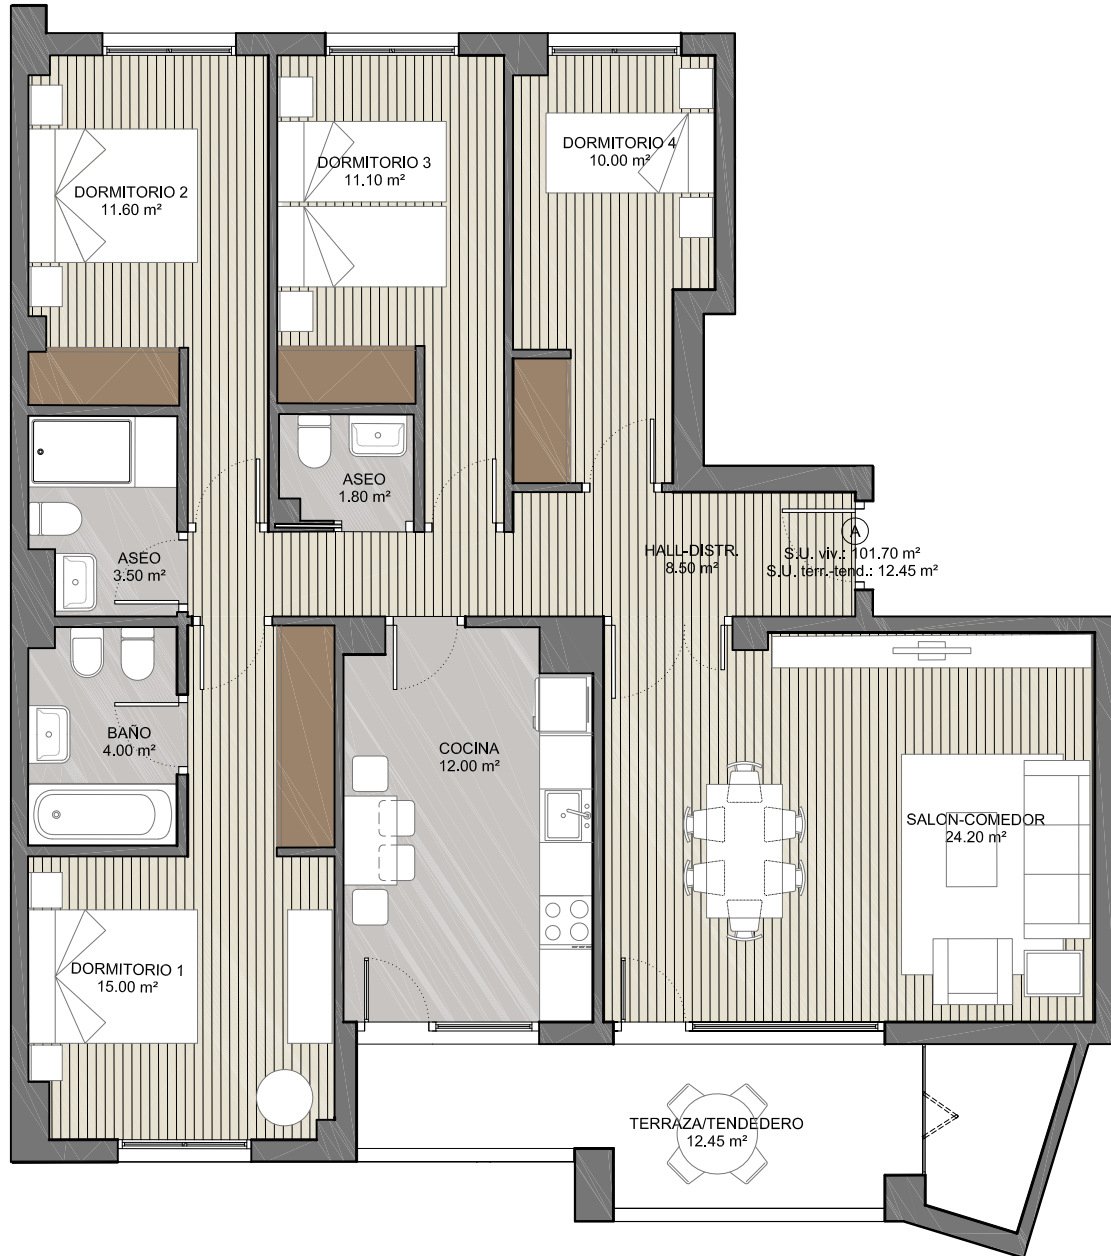 DORMITORIO 2
11.60 m²
DORMITORIO 3
11.10 m²
DORMITORIO 4
10.00 m²
ASEO
1.80 m²
ASEO
3.50 m²
HALL-DISTR.
8.50 m²
A
S.U. viv.: 101.70 m²
S.U. terr.-tend.: 12.45 m²
BAÑO
4.00 m²
COCINA
12.00 m²
SALON-COMEDOR
24.20 m²
DORMITORIO 1
15.00 m²
TERRAZA/TENDEDERO
12.45 m²